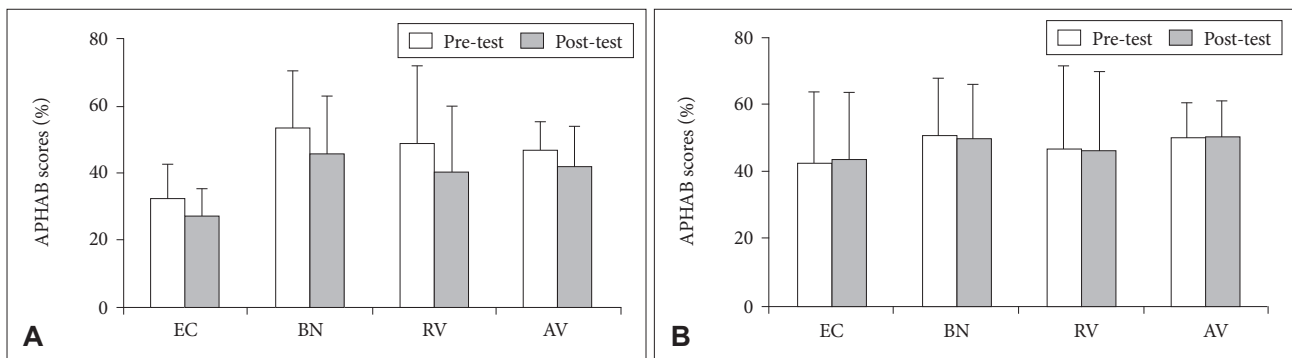 Pre-test Post-test
APHAB scores (%)
80
60
40
20
0
EC BN RV AV
A
Pre-test Post-test
APHAB scores (%)
80
60
40
20
0
EC BN RV AV
B